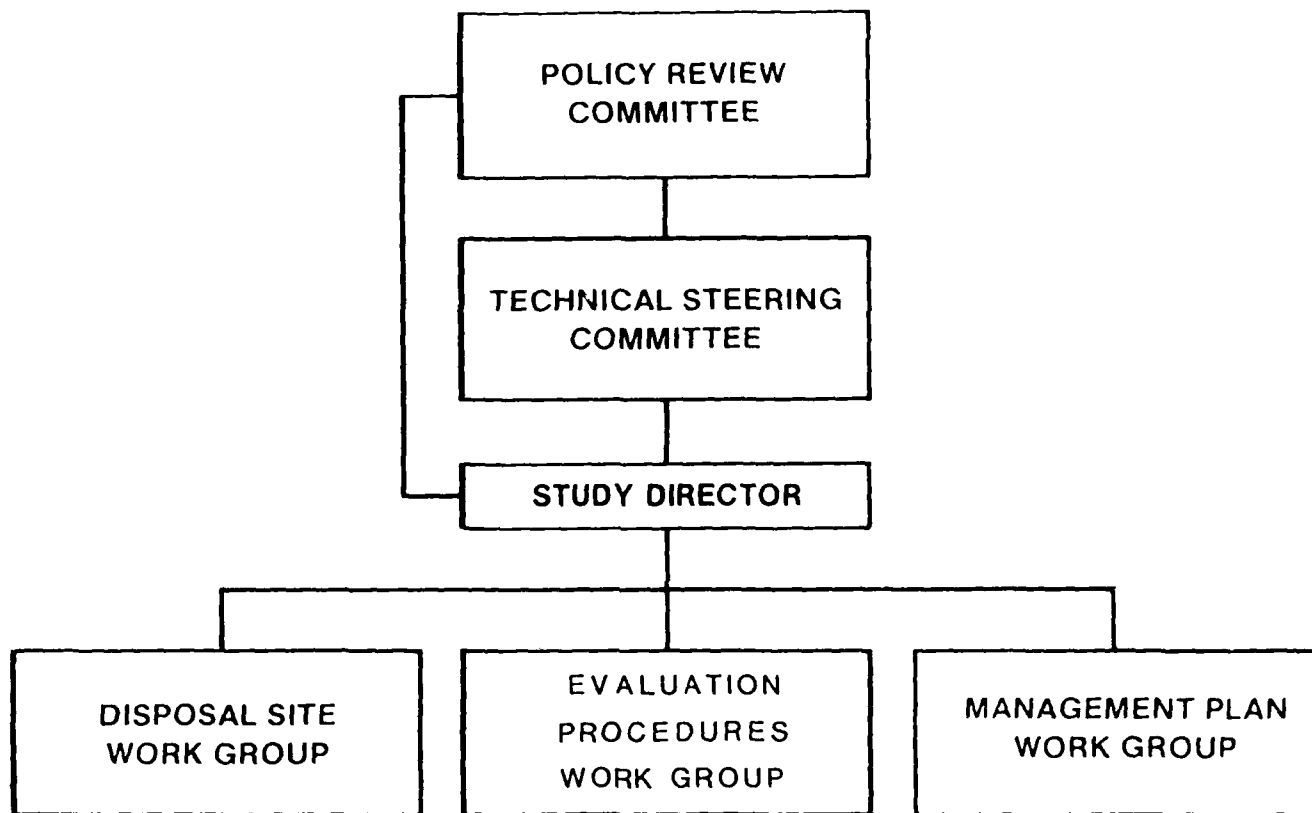 POLICY REVIEW
COMMITTEE
TECHNICAL STEERING
COMMITTEE
STUDY DIRECTOR
DISPOSAL SITE
WORK GROUP
EVALUATION
PROCEDURES
WORK GROUP
MANAGEMENT PLAN
WORK GROUP